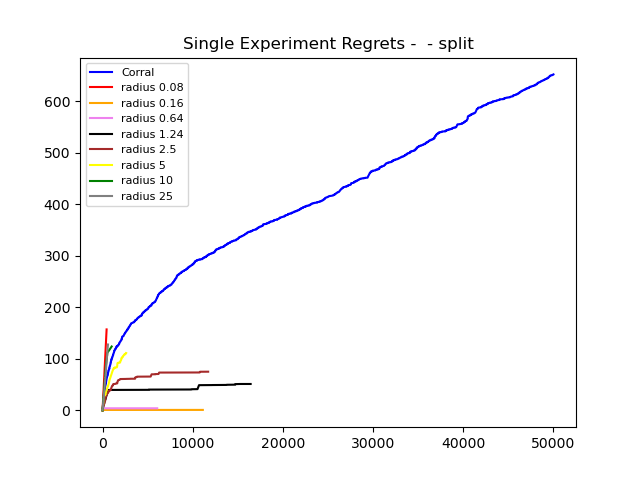 Single Experiment Regrets -  - split
Corral
radius 0.08
radius 0.16
radius 0.64
radius 1.24
radius 2.5
radius 5
radius 10
radius 25
600
500
400
300
200
100
0
0 10000 20000 30000 40000 50000